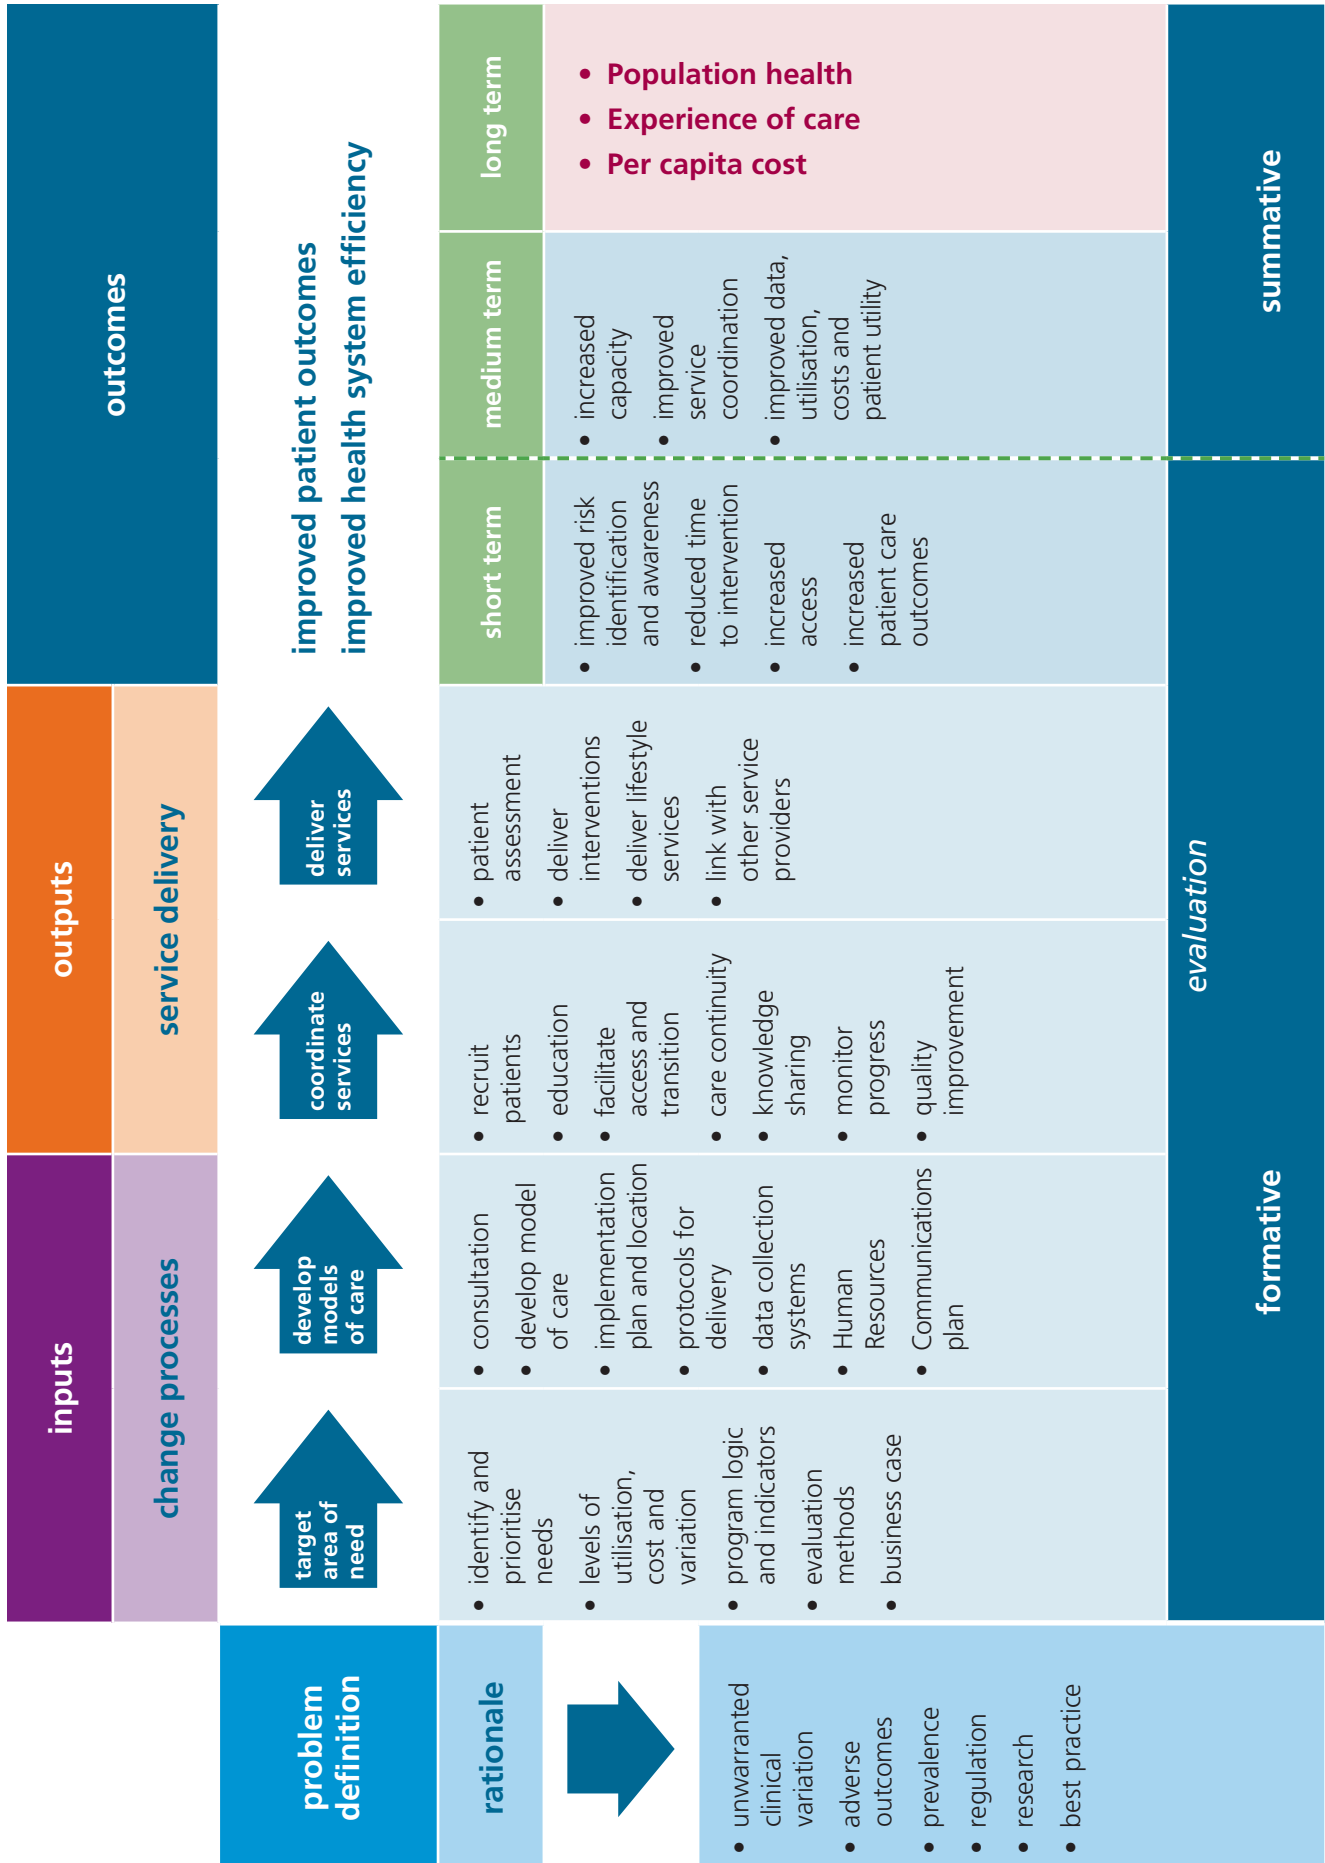 problem
definition
rationale
• unwarranted
clinical
variation
• adverse
outcomes
• prevalence
• regulation
• research
• best practice
inputs
change processes
target
area of
need
• identify and
prioritise
needs
• levels of
utilisation,
cost and
variation
• program logic
and indicators
• evaluation
methods
• business case
develop
models
of care
• consultation
• develop model
of care
• implementation
plan and location
• protocols for
delivery
• data collection
systems
• Human
Resources
• Communications
plan
outputs
service delivery
coordinate
services
• recruit
patients
• education
• facilitate
access and
transition
• care continuity
• knowledge
sharing
• monitor
progress
• quality
improvement
deliver
services
• patient
assessment
• deliver
interventions
• deliver lifestyle
services
• link with
other service
providers
outcomes
improved patient outcomes
improved health system efficiency
short term
• improved risk
identification
and awareness
• reduced time
to intervention
• increased
access
• increased
patient care
outcomes
medium term
• increased
capacity
• improved
service
coordination
• improved data,
utilisation,
costs and
patient utility
long term
• Population health
• Experience of care
• Per capita cost
evaluation
formative
summative